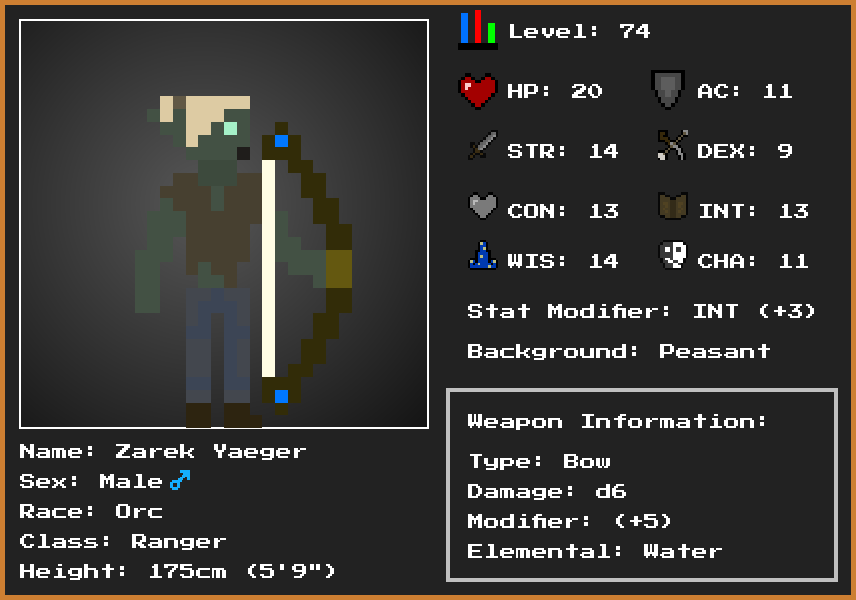 Level: 74
HP: 20 AC: 11
STR: 14 DEX: 9
CON: 13 INT: 13
WIS: 14 CHA: 11
Stat Modifier: INT (+3)
Background: Peasant
Weapon Information:
Type: Bow
Damage: d6
Modifier: (+5)
Elemental: Water
Name: Zarek Yaeger
Sex: Male ♂
Race: Orc
Class: Ranger
Height: 175cm (5'9")